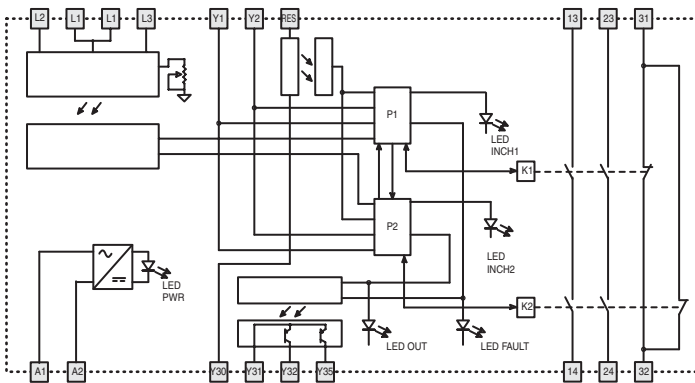 L2 L1 L1 L3 Y1 Y2 RES 13 23 31
P1
LED
INCH1
K1
P2
LED
INCH2
LED
PWR
K2
LED OUT LED FAULT
A1 A2 Y30 Y31 Y32 Y35 14 24 32